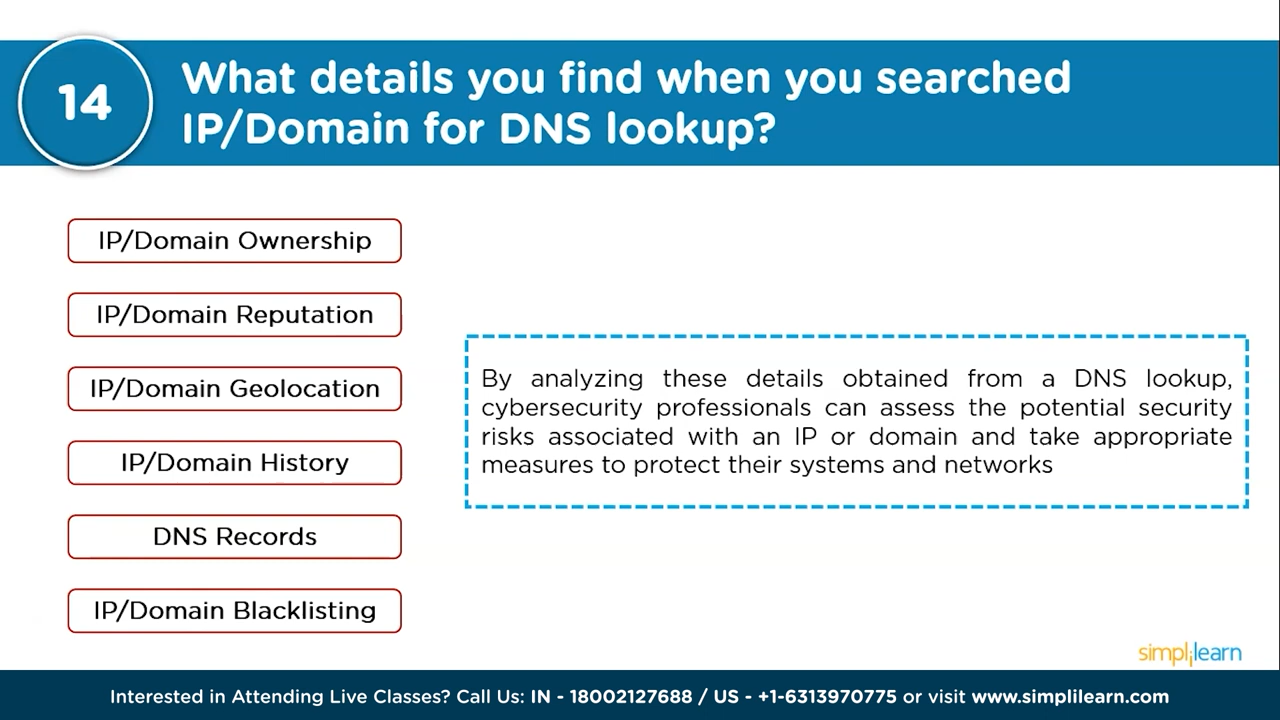 14
What details you find when you searched
IP/Domain for DNS lookup?
IP/Domain Ownership
IP/Domain Reputation
IP/Domain Geolocation
IP/Domain History
DNS Records
IP/Domain Blacklisting
By analyzing these details obtained from a DNS lookup,
cybersecurity professionals can assess the potential security
risks associated with an IP or domain and take appropriate
measures to protect their systems and networks
simplilearn
Interested in Attending Live Classes? Call Us: IN - 18002127688 / US - +1-6313970775 or visit www.simplilearn.com